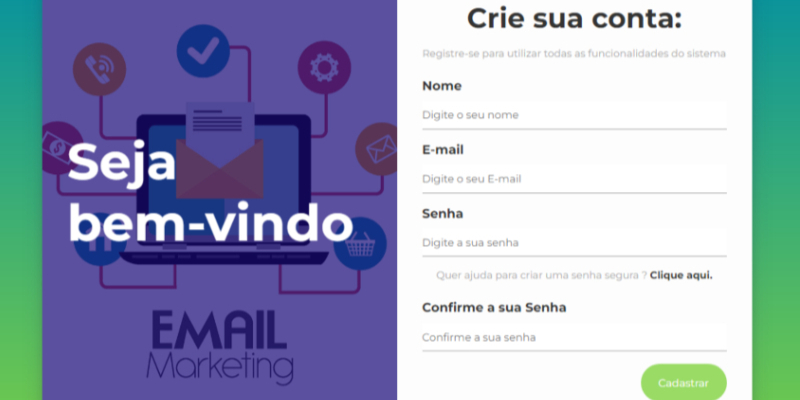 Seja
bem-vindo
EMAIL
Marketing
Crie sua conta:
Registre-se para utilizar todas as funcionalidades do sistema
Nome
Digite o seu nome
E-mail
Digite o seu E-mail
Senha
Digite a sua senha
Quer ajuda para criar uma senha segura ? Clique aqui.
Confirme a sua Senha
Confirme a sua senha
Cadastrar